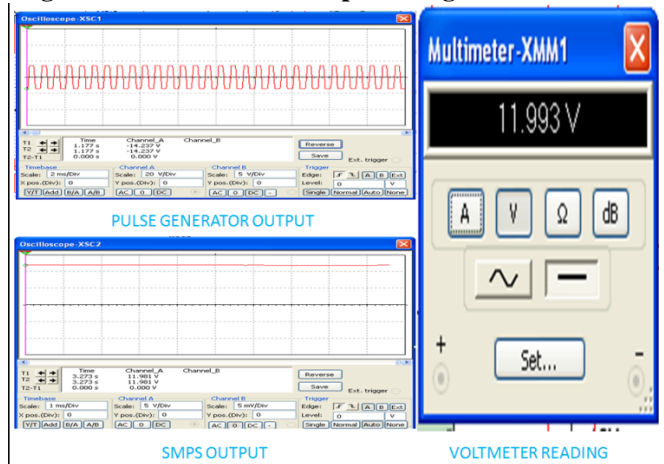 Oscilloscope-XSC1
T1
T2
T2-T1
Time Channel_A Channel_B
1.177 s -14.237 V
1.177 s -14.237 V
0.000 s 0.000 V
Reverse
Save
Ext. trigger
Timebase
Scale: 2 ms/Div
X pos.(Div): 0
Y/T Add B/A A/B
Channel A
Scale: 20 V/Div
Y pos.(Div): 0
AC 0 DC
Channel B
Scale: 5 V/Div
Y pos.(Div): 0
AC 0 DC -
Trigger
Edge: A B Ext
Level: 0 V
Single Normal Auto None
PULSE GENERATOR OUTPUT
Oscilloscope-XSC2
T1
T2
T2-T1
Time Channel_A Channel_B
3.273 s 11.981 V
3.273 s 11.981 V
0.000 s 0.000 V
Reverse
Save
Ext. trigger
Timebase
Scale: 1 ms/Div
X pos.(Div): 0
Y/T Add B/A A/B
Channel A
Scale: 5 V/Div
Y pos.(Div): 0
AC 0 DC
Channel B
Scale: 5 mV/Div
Y pos.(Div): 0
AC 0 DC -
Trigger
Edge: A B Ext
Level: 0 V
Single Normal Auto None
SMPS OUTPUT
Multimeter-XMM1
11.993 V
A V Ω dB
+ -
Set...
VOLTMETER READING